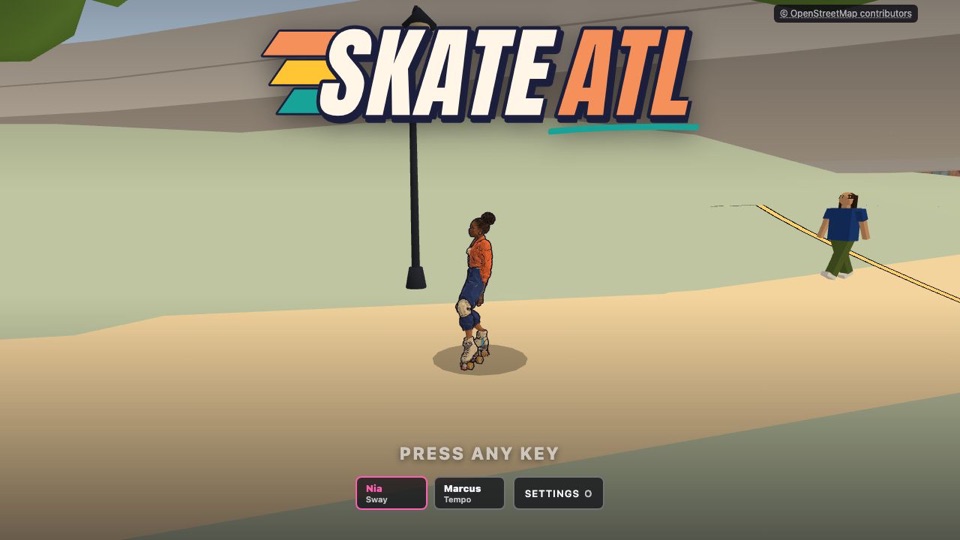 © OpenStreetMap contributors
SKATE ATL
PRESS ANY KEY
Nia
Sway
Marcus
Tempo
SETTINGS O